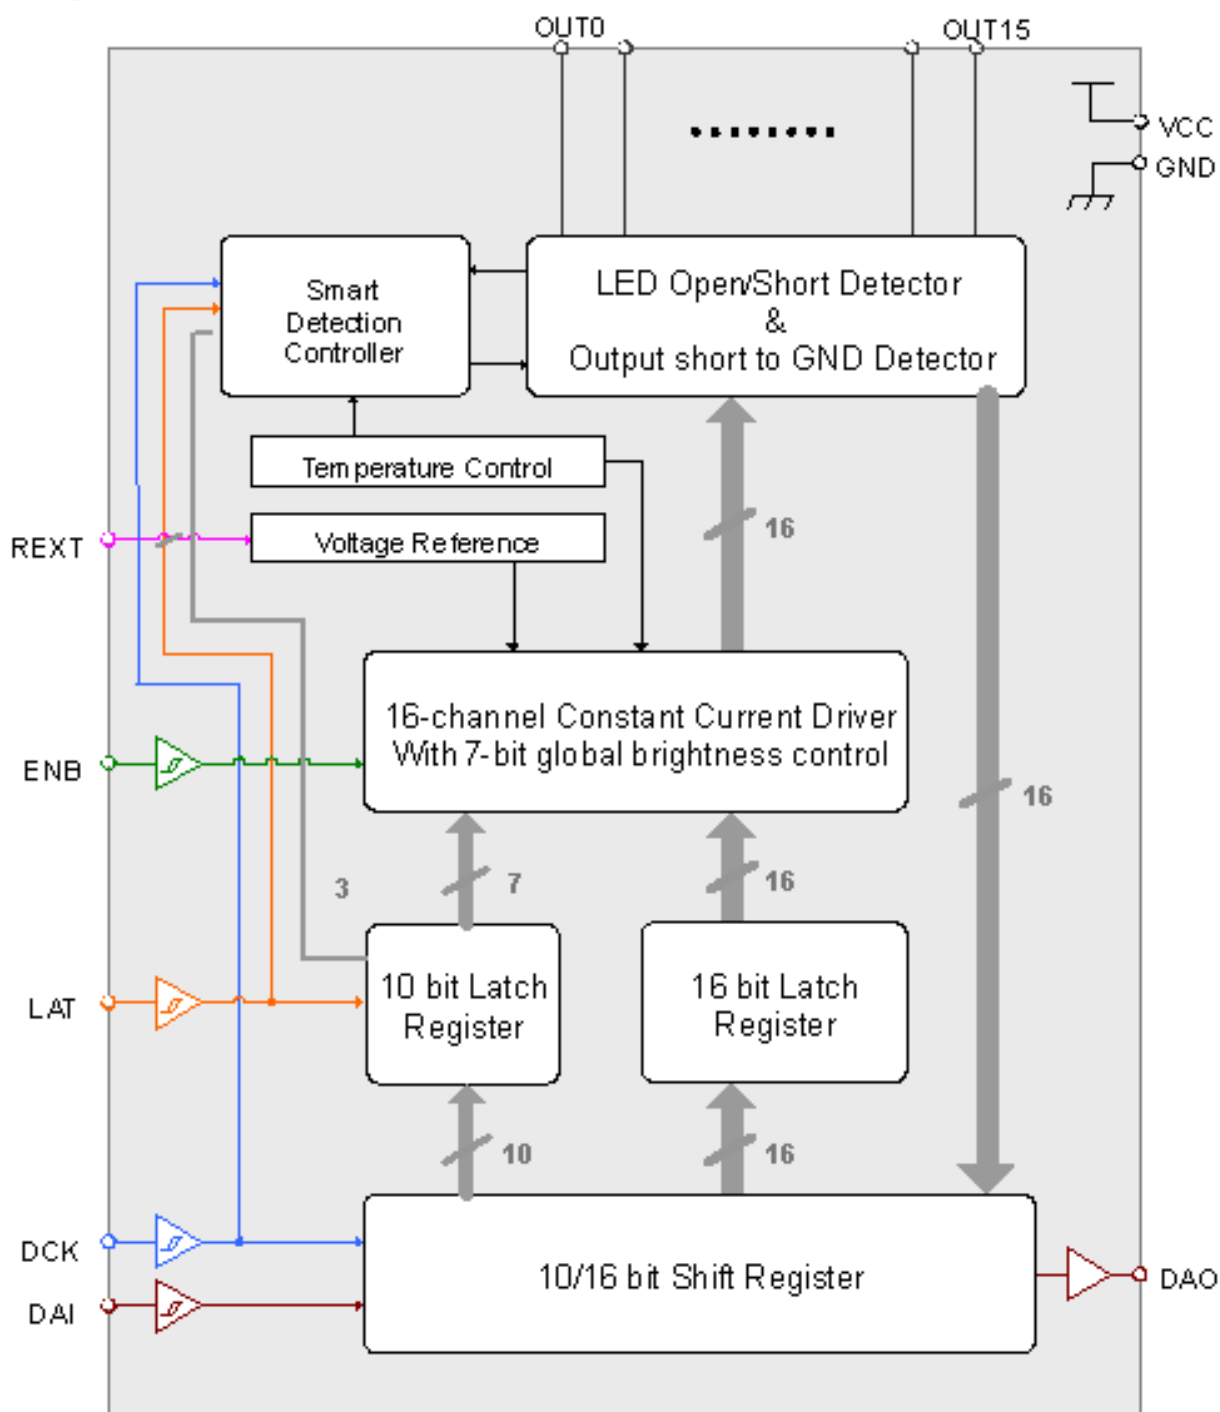 OUT0
OUT15
VCC
GND
Smart
Detection
Controller
LED Open/Short Detector
&
Output short to GND Detector
Temperature Control
16
REXT
Voltage Reference
16-channel Constant Current Driver
With 7-bit global brightness control
ENB
16
3
7
16
10 bit Latch
Register
16 bit Latch
Register
LAT
10
16
DCK
10/16 bit Shift Register
DAO
DAI